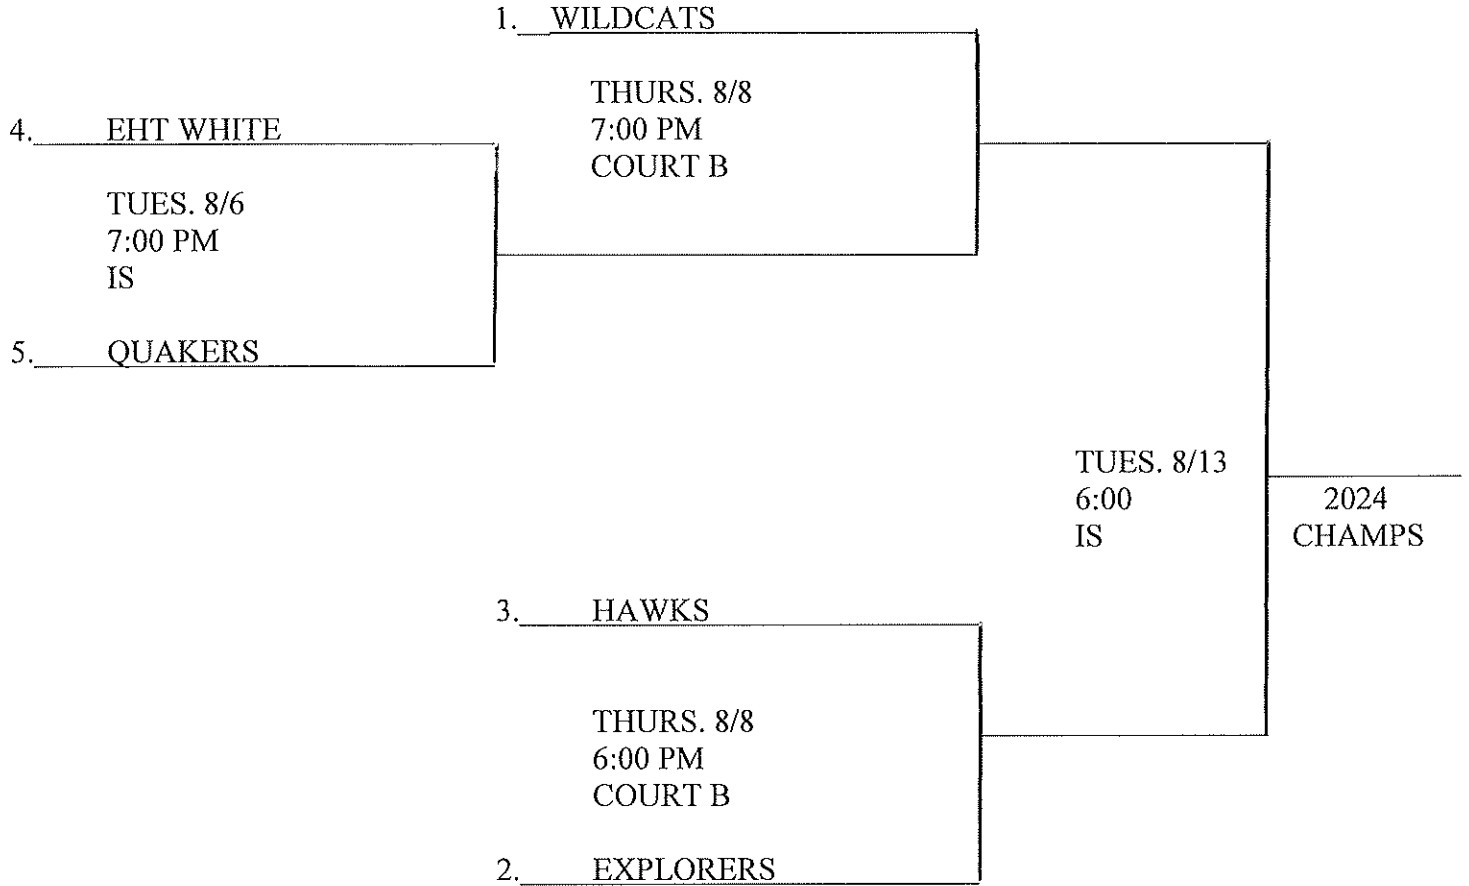 1. WILDCATS
THURS. 8/8
7:00 PM
COURT B
4. EHT WHITE
TUES. 8/6
7:00 PM
IS
5. QUAKERS
TUES. 8/13
6:00
IS
2024
CHAMPS
3. HAWKS
THURS. 8/8
6:00 PM
COURT B
2. EXPLORERS